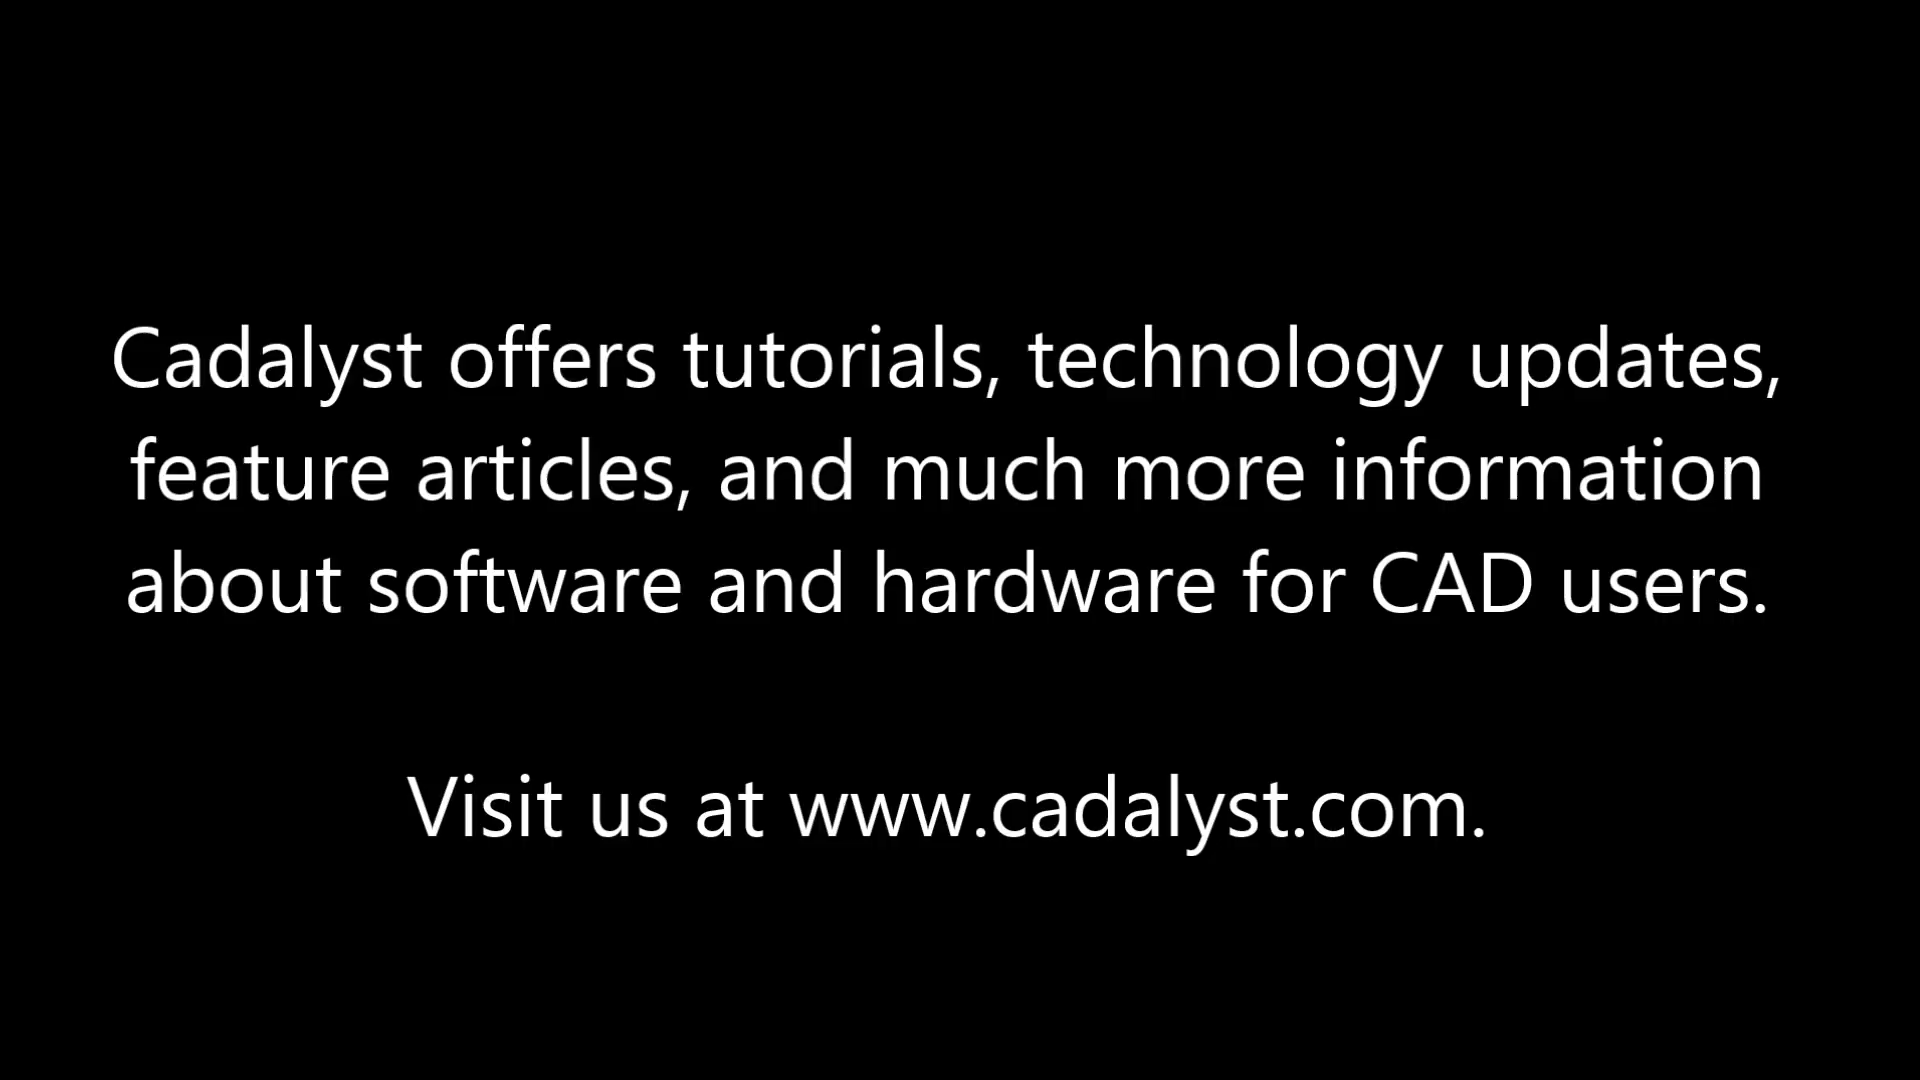 Cadalyst offers tutorials, technology updates,
feature articles, and much more information
about software and hardware for CAD users.
Visit us at www.cadalyst.com.